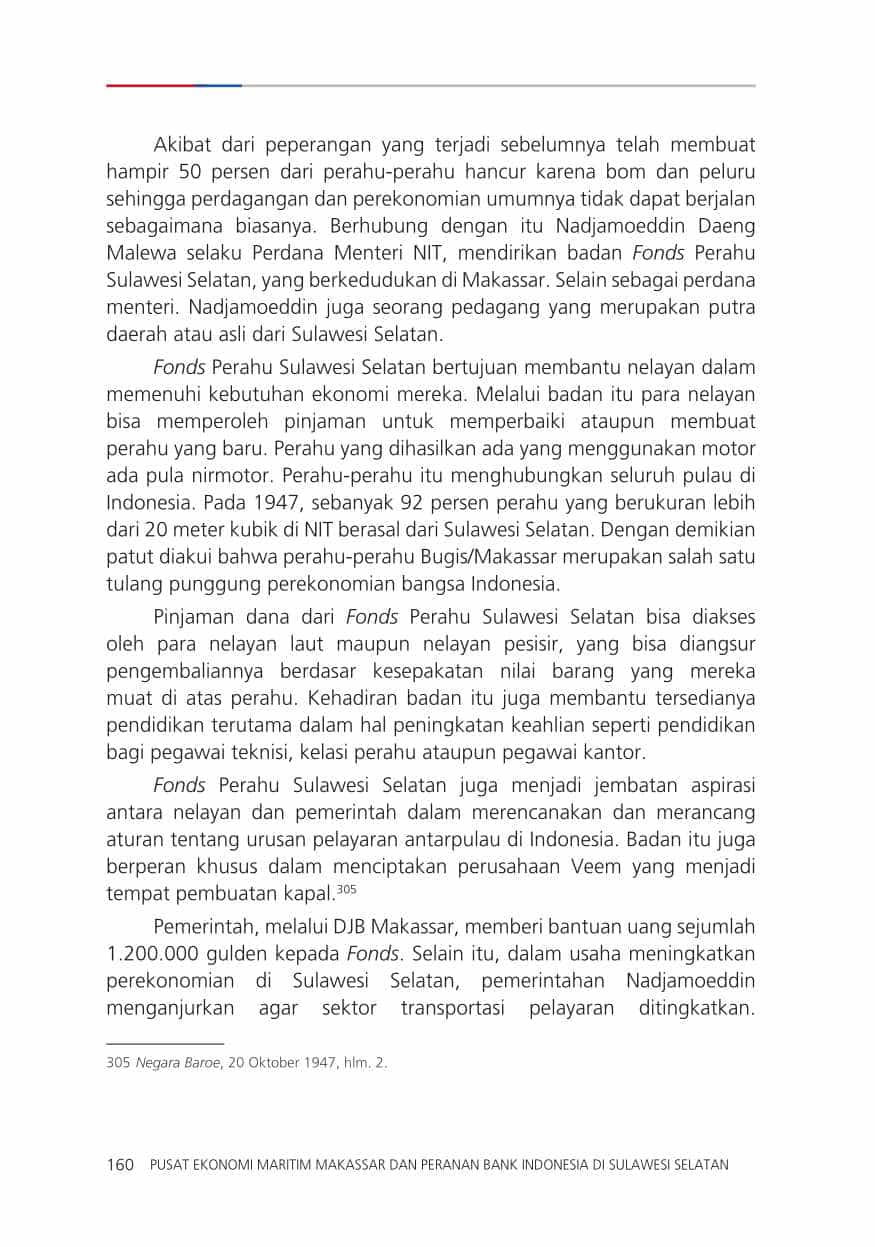 Akibat dari peperangan yang terjadi sebelumnya telah membuat
hampir 50 persen dari perahu-perahu hancur karena bom dan peluru
sehingga perdagangan dan perekonomian umumnya tidak dapat berjalan
sebagaimana biasanya. Berhubung dengan itu Nadjamoeddin Daeng
Malewa selaku Perdana Menteri NIT, mendirikan badan Fonds Perahu
Sulawesi Selatan, yang berkedudukan di Makassar. Selain sebagai perdana
menteri. Nadjamoeddin juga seorang pedagang yang merupakan putra
daerah atau asli dari Sulawesi Selatan.
Fonds Perahu Sulawesi Selatan bertujuan membantu nelayan dalam
memenuhi kebutuhan ekonomi mereka. Melalui badan itu para nelayan
bisa memperoleh pinjaman untuk memperbaiki ataupun membuat
perahu yang baru. Perahu yang dihasilkan ada yang menggunakan motor
ada pula nirmotor. Perahu-perahu itu menghubungkan seluruh pulau di
Indonesia. Pada 1947, sebanyak 92 persen perahu yang berukuran lebih
dari 20 meter kubik di NIT berasal dari Sulawesi Selatan. Dengan demikian
patut diakui bahwa perahu-perahu Bugis/Makassar merupakan salah satu
tulang punggung perekonomian bangsa Indonesia.
Pinjaman dana dari Fonds Perahu Sulawesi Selatan bisa diakses
oleh para nelayan laut maupun nelayan pesisir, yang bisa diangsur
pengembaliannya berdasar kesepakatan nilai barang yang mereka
muat di atas perahu. Kehadiran badan itu juga membantu tersedianya
pendidikan terutama dalam hal peningkatan keahlian seperti pendidikan
bagi pegawai teknisi, kelasi perahu ataupun pegawai kantor.
Fonds Perahu Sulawesi Selatan juga menjadi jembatan aspirasi
antara nelayan dan pemerintah dalam merencanakan dan merancang
aturan tentang urusan pelayaran antarpulau di Indonesia. Badan itu juga
berperan khusus dalam menciptakan perusahaan Veem yang menjadi
tempat pembuatan kapal.305
Pemerintah, melalui DJB Makassar, memberi bantuan uang sejumlah
1.200.000 gulden kepada Fonds. Selain itu, dalam usaha meningkatkan
perekonomian di Sulawesi Selatan, pemerintahan Nadjamoeddin
menganjurkan agar sektor transportasi pelayaran ditingkatkan.
305 Negara Baroe, 20 Oktober 1947, hlm. 2.
160 PUSAT EKONOMI MARITIM MAKASSAR DAN PERANAN BANK INDONESIA DI SULAWESI SELATAN